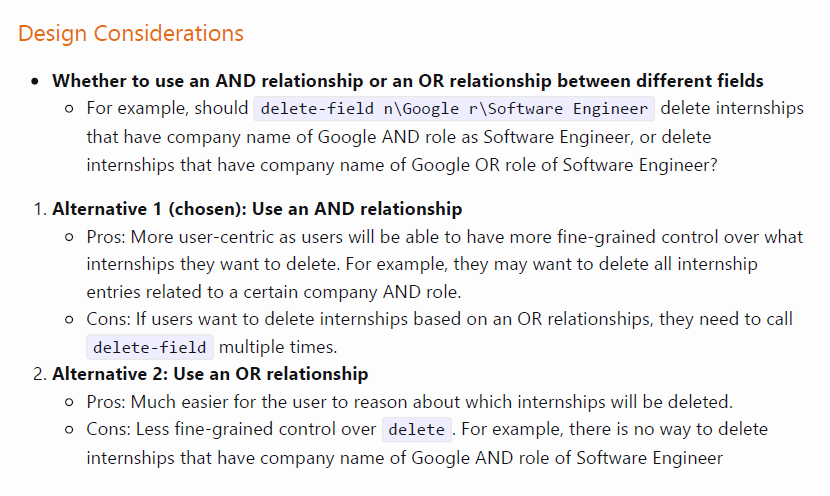 Design Considerations
• Whether to use an AND relationship or an OR relationship between different fields
○ For example, should delete-field n\Google r\Software Engineer delete internships
that have company name of Google AND role as Software Engineer, or delete
internships that have company name of Google OR role of Software Engineer?
1. Alternative 1 (chosen): Use an AND relationship
○ Pros: More user-centric as users will be able to have more fine-grained control over what
internships they want to delete. For example, they may want to delete all internship
entries related to a certain company AND role.
○ Cons: If users want to delete internships based on an OR relationships, they need to call
delete-field multiple times.
2. Alternative 2: Use an OR relationship
○ Pros: Much easier for the user to reason about which internships will be deleted.
○ Cons: Less fine-grained control over delete. For example, there is no way to delete
internships that have company name of Google AND role of Software Engineer